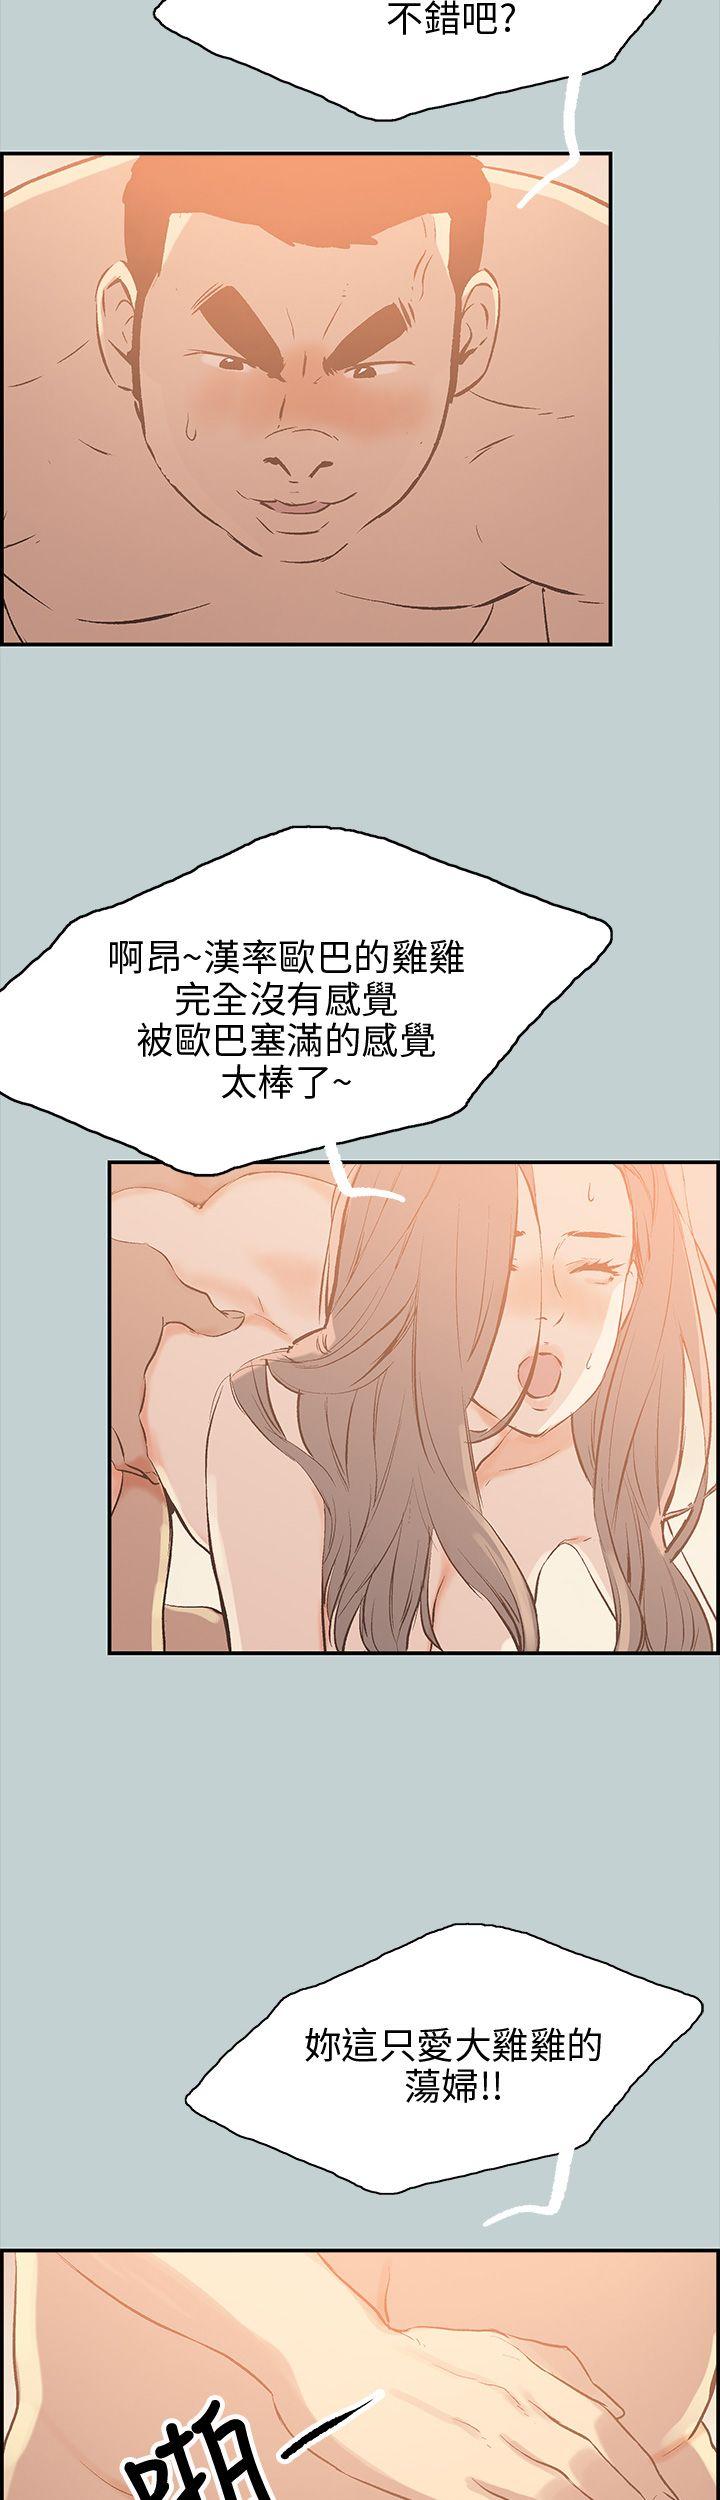 不錯吧?
啊昂~漢率歐巴的雞雞
完全沒有感覺
被歐巴塞滿的感覺
太棒了~
妳這只愛大雞雞的
蕩婦!!
啪